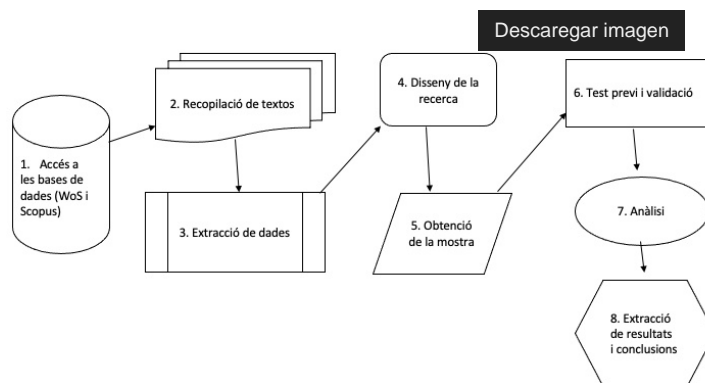 Descaregar imagen
1. Accés a
les bases de
dades (WoS i
Scopus)
2. Recopilació de textos
3. Extracció de dades
4. Disseny de la
recerca
5. Obtenció
de la mostra
6. Test previ i validació
7. Anàlisi
8. Extracció
de resultats
i conclusions